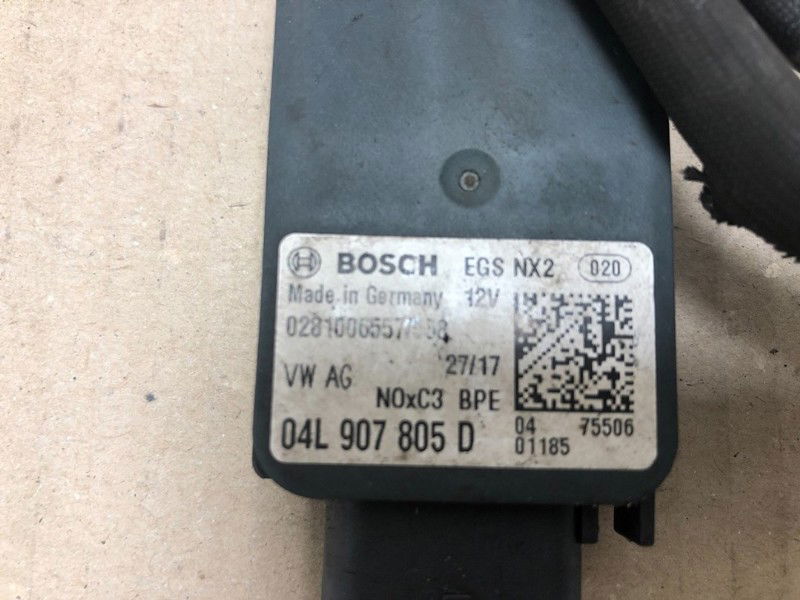 BOSCH EGS NX2 020
Made in Germany 12V
VW AG 27/17
NOxC3 BPE
04L 907 805 D
04 75506
01185